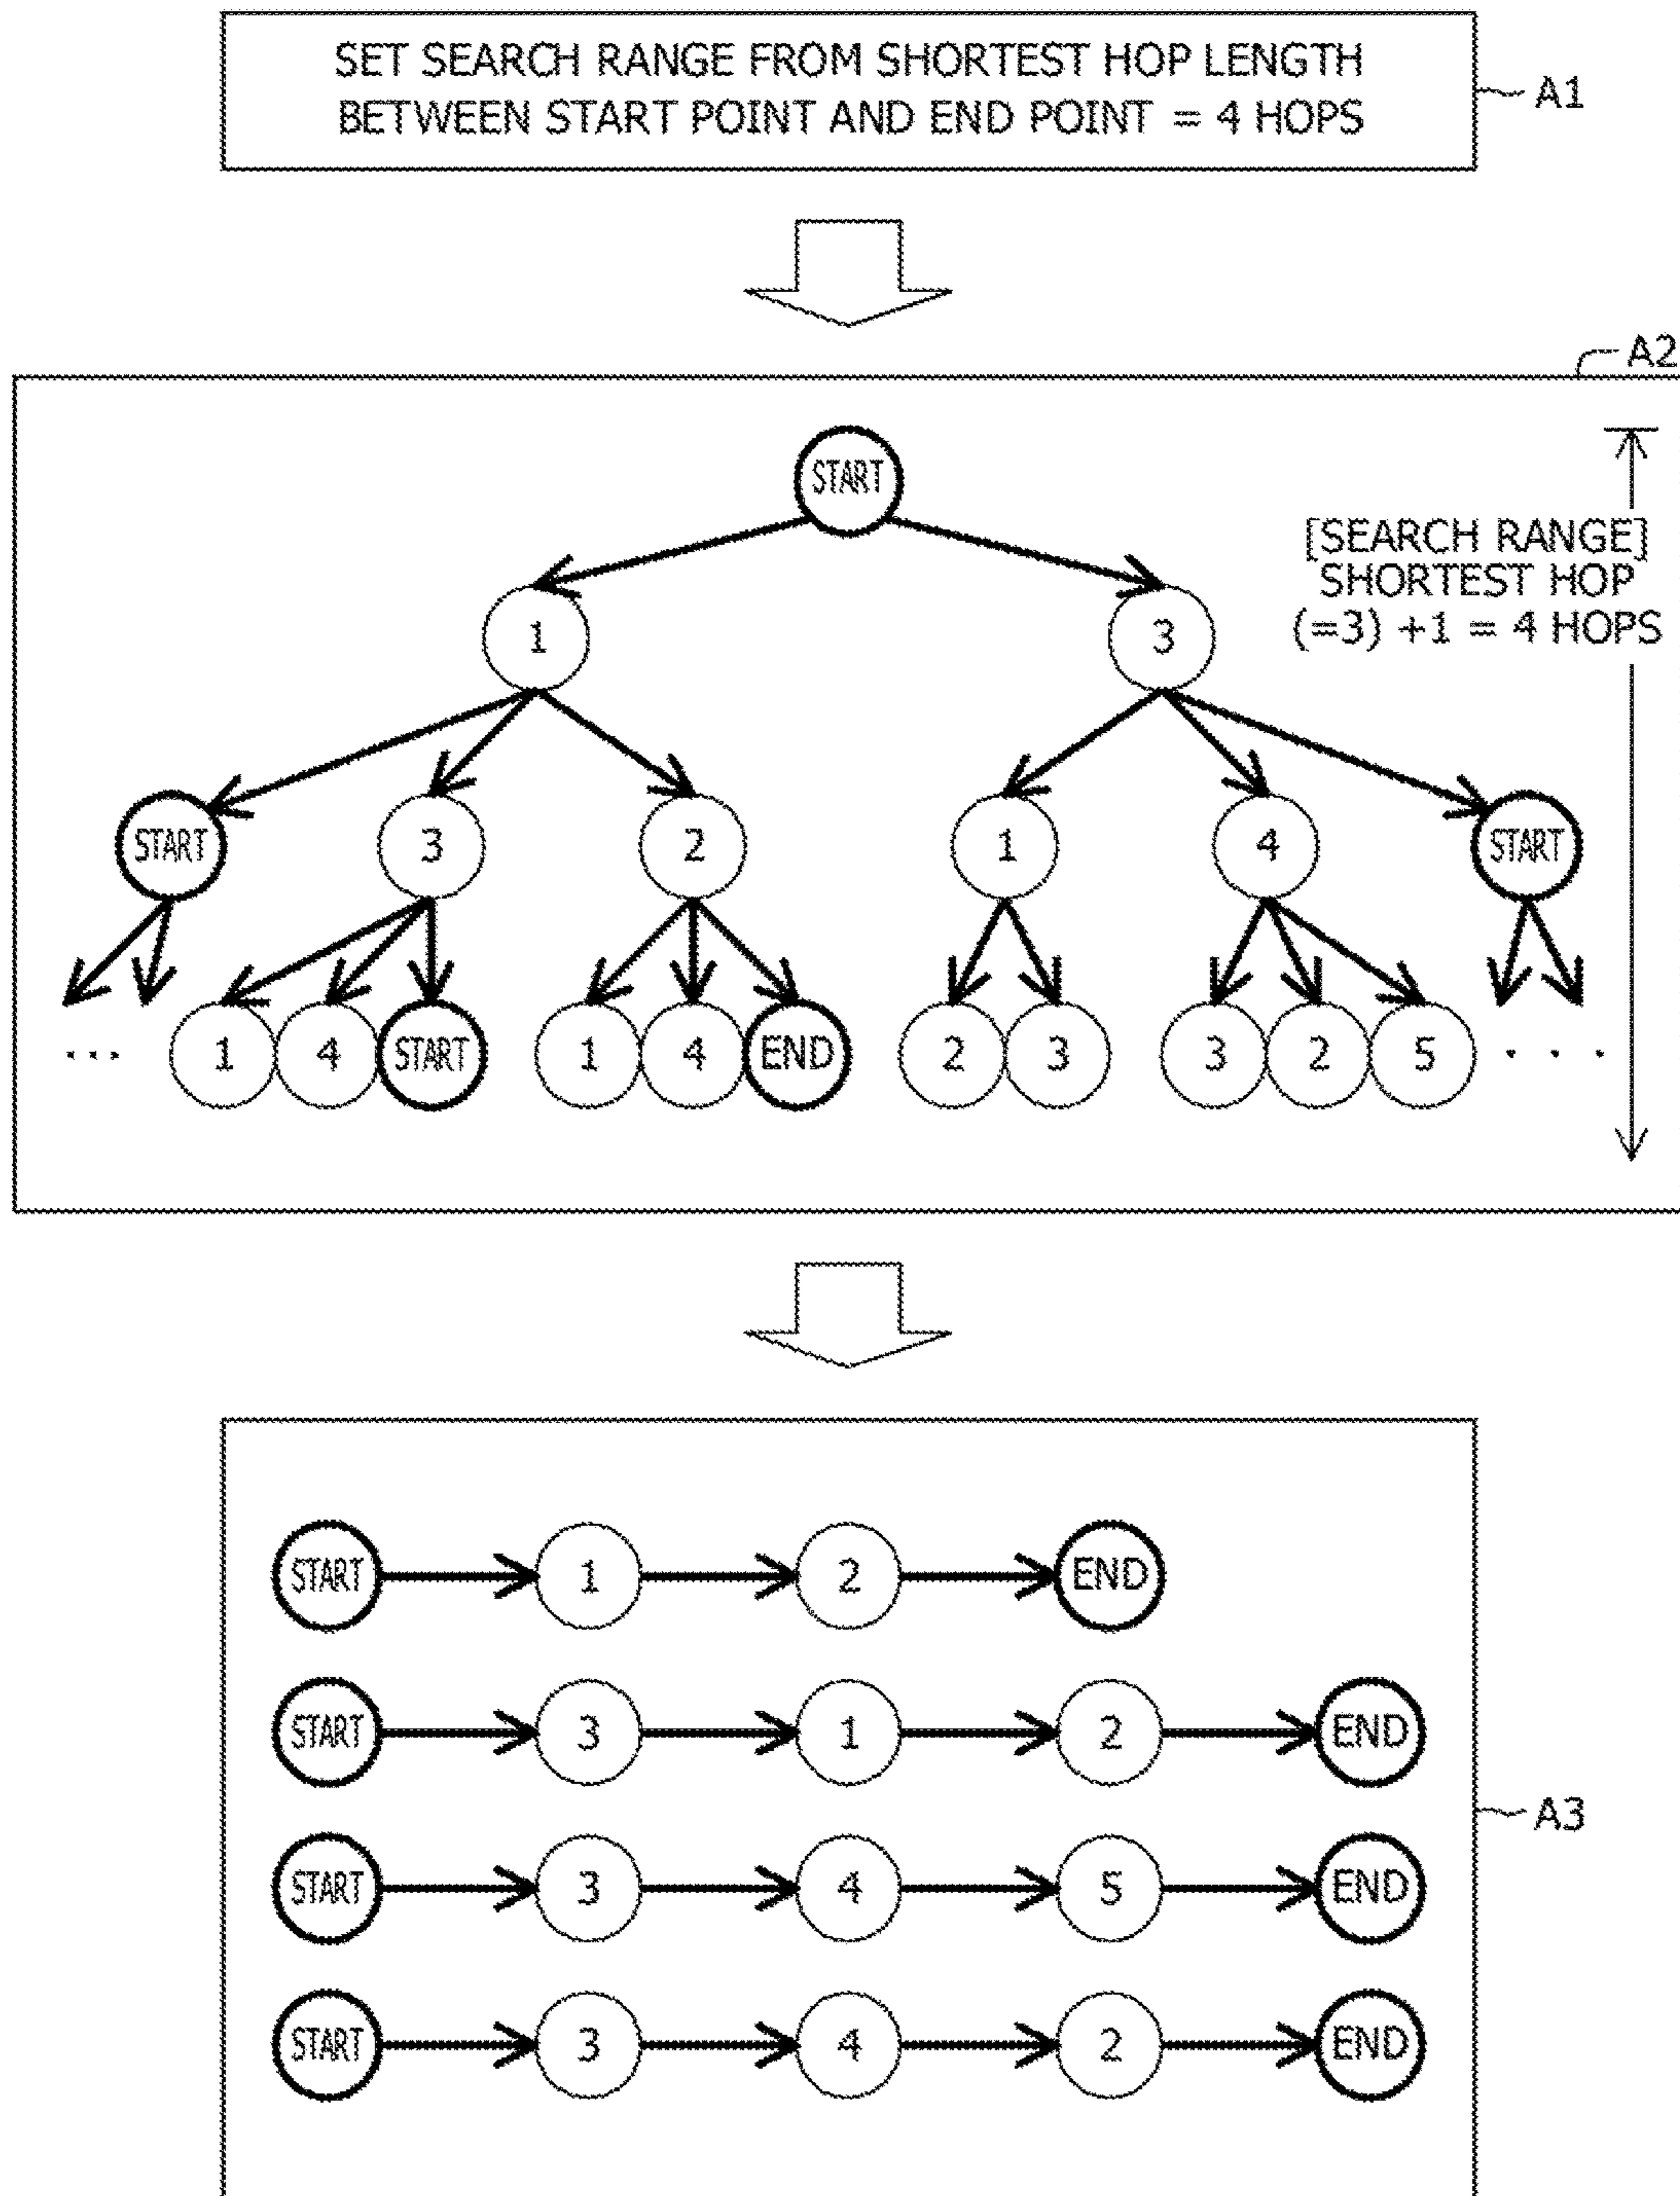 SET SEARCH RANGE FROM SHORTEST HOP LENGTH
BETWEEN START POINT AND END POINT = 4 HOPS
A1
A2
START
[SEARCH RANGE]
SHORTEST HOP
(=3) +1 = 4 HOPS
1 3
START 3 2 1 4 START
... 1 4 START 1 4 END 2 3 3 2 5 . . .
START 1 2 END
START 3 1 2 END
A3
START 3 4 5 END
START 3 4 2 END